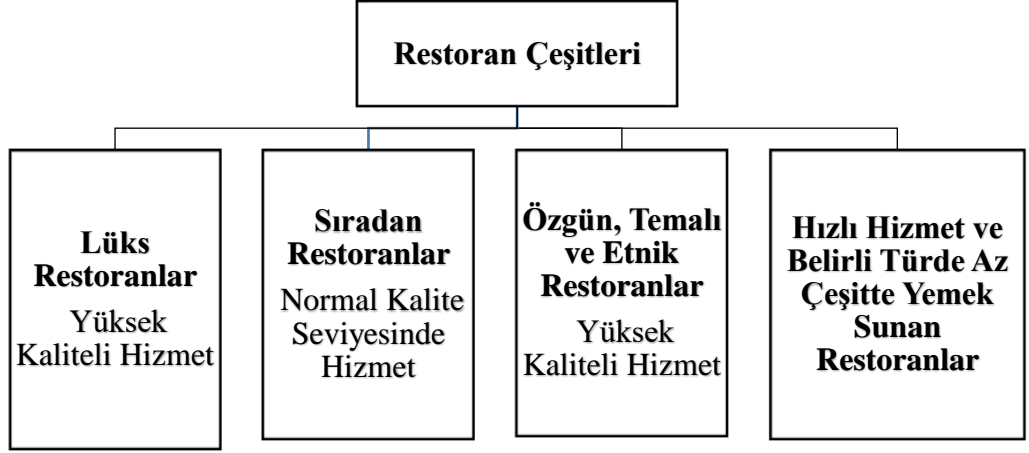 Restoran Çeşitleri
Lüks
Restoranlar
Yüksek
Kaliteli Hizmet
Sıradan
Restoranlar
Normal Kalite
Seviyesinde
Hizmet
Özgün, Temalı
ve Etnik
Restoranlar
Yüksek
Kaliteli Hizmet
Hızlı Hizmet ve
Belirli Türde Az
Çeşitte Yemek
Sunan
Restoranlar